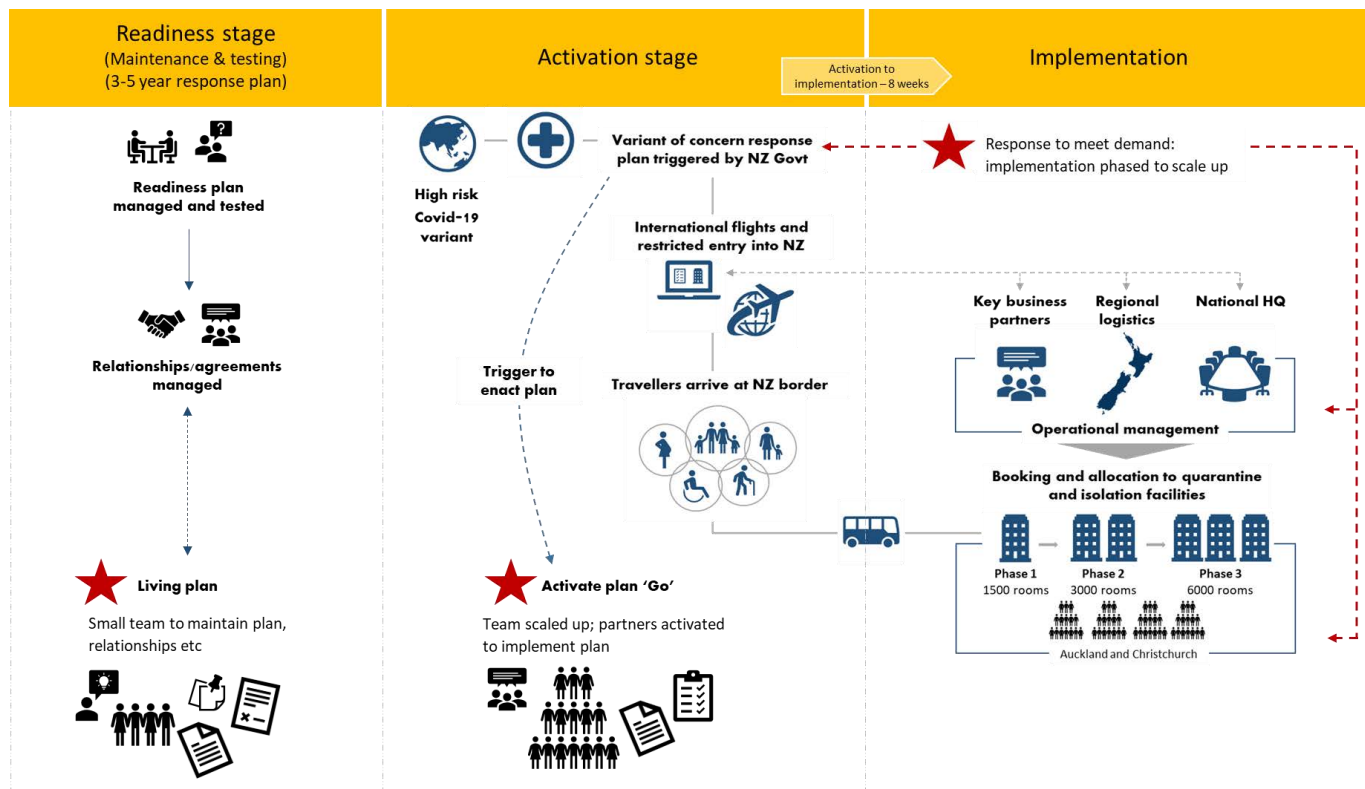 Readiness stage
(Maintenance & testing)
(3-5 year response plan)
Activation stage
Activation to
implementation – 8 weeks
Implementation
?
Readiness plan
managed and tested
Relationships/agreements
managed
Living plan
Small team to maintain plan,
relationships etc
High risk
Covid-19
variant
Variant of concern response
plan triggered by NZ Govt
International flights and
restricted entry into NZ
Trigger to
enact plan
Travellers arrive at NZ border
Activate plan ‘Go’
Team scaled up; partners activated
to implement plan
Response to meet demand:
implementation phased to scale up
Key business
partners
Regional
logistics
National HQ
Operational management
Booking and allocation to quarantine
and isolation facilities
Phase 1
1500 rooms
Phase 2
3000 rooms
Phase 3
6000 rooms
Auckland and Christchurch